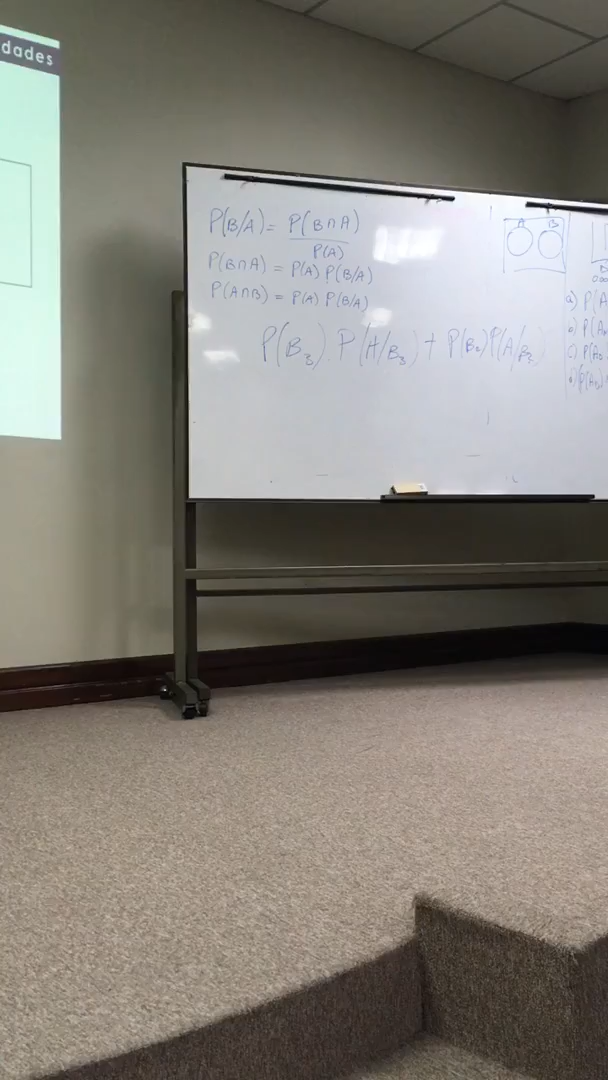 dades
P(B/A) = P(B∩A)
P(A)
P(B∩A) = P(A) P(B/A)
P(A∩B) = P(A) P(B/A)
P(B₃). P(A/B₃) + P(B₂) P(A/B₂
A B
a) P(A
b) P(A
c) P(A